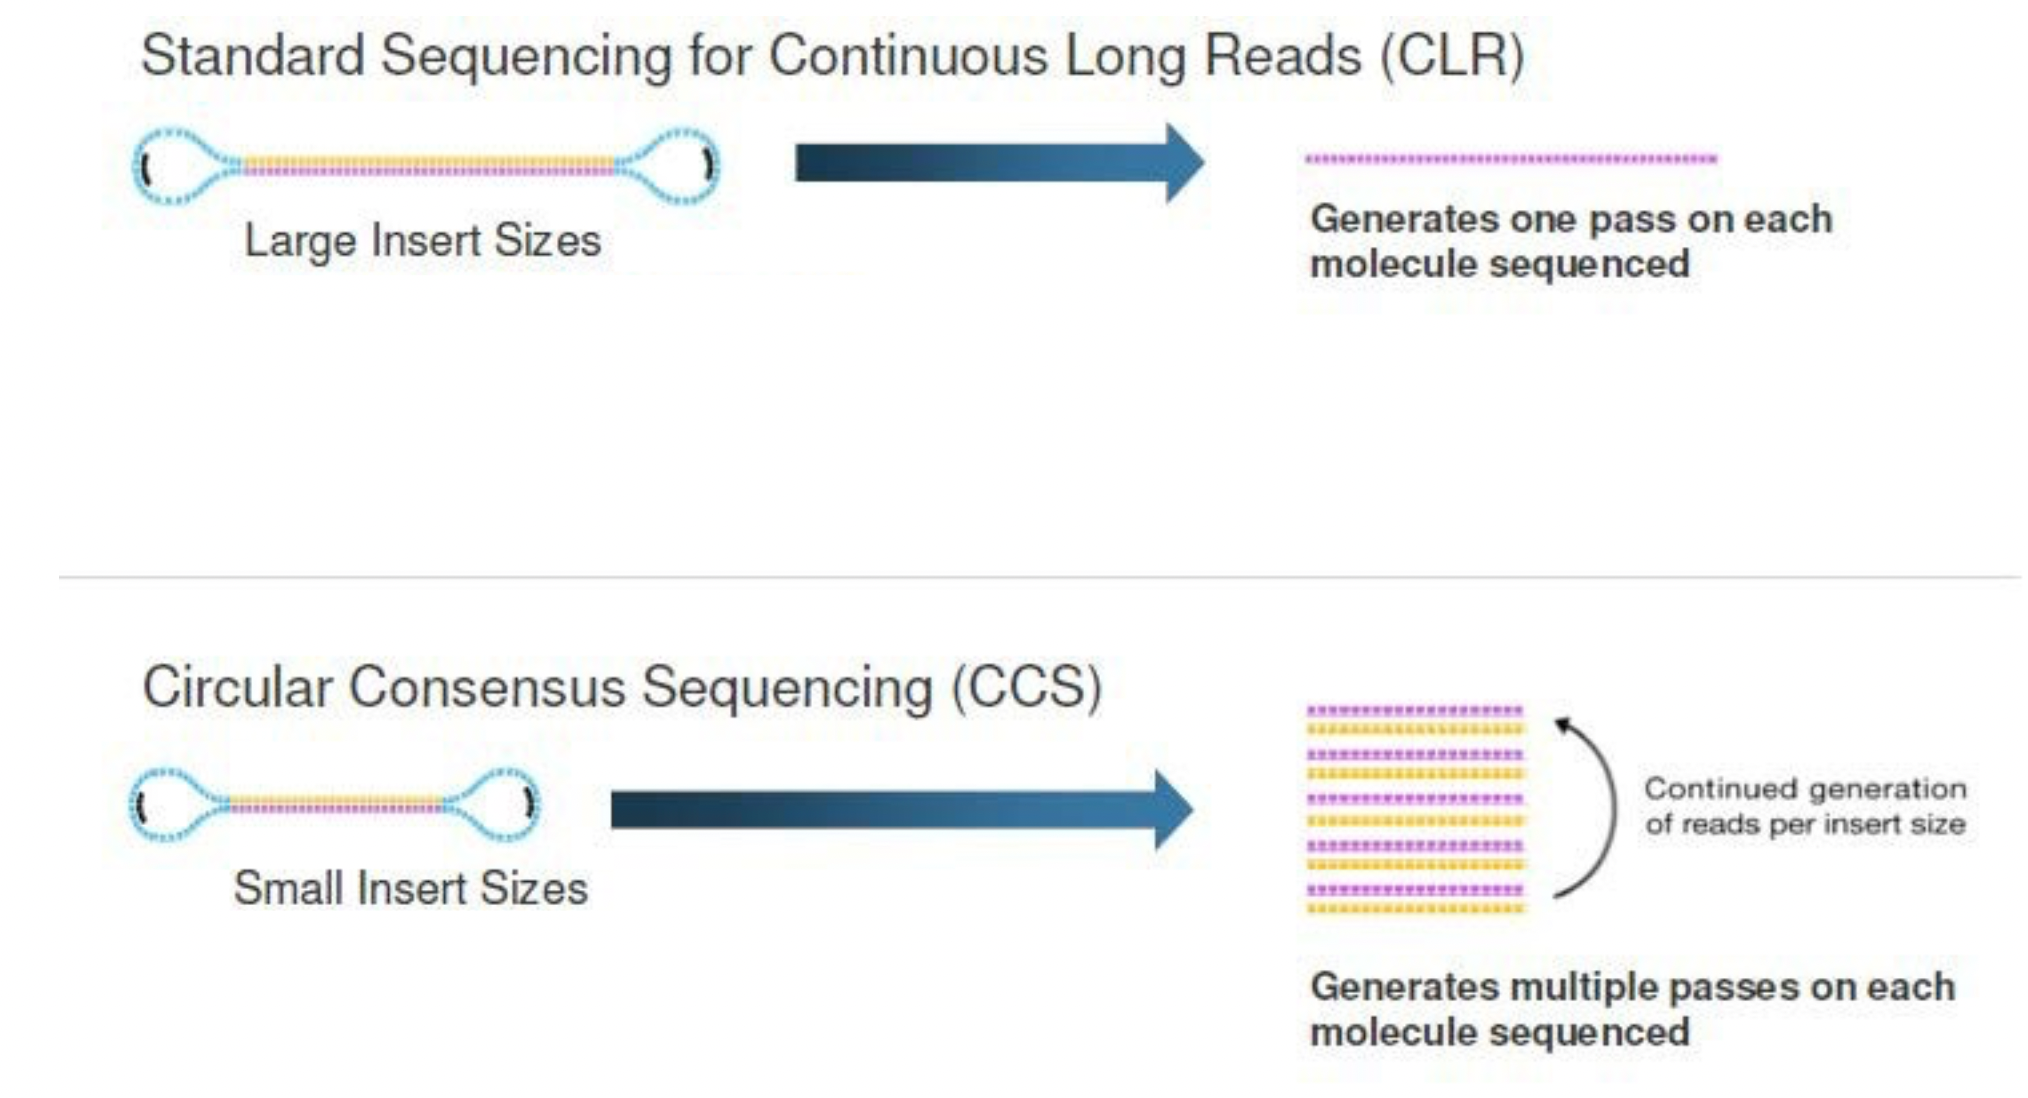 Standard Sequencing for Continuous Long Reads (CLR)
Large Insert Sizes
Generates one pass on each
molecule sequenced
Circular Consensus Sequencing (CCS)
Small Insert Sizes
Continued generation
of reads per insert size
Generates multiple passes on each
molecule sequenced